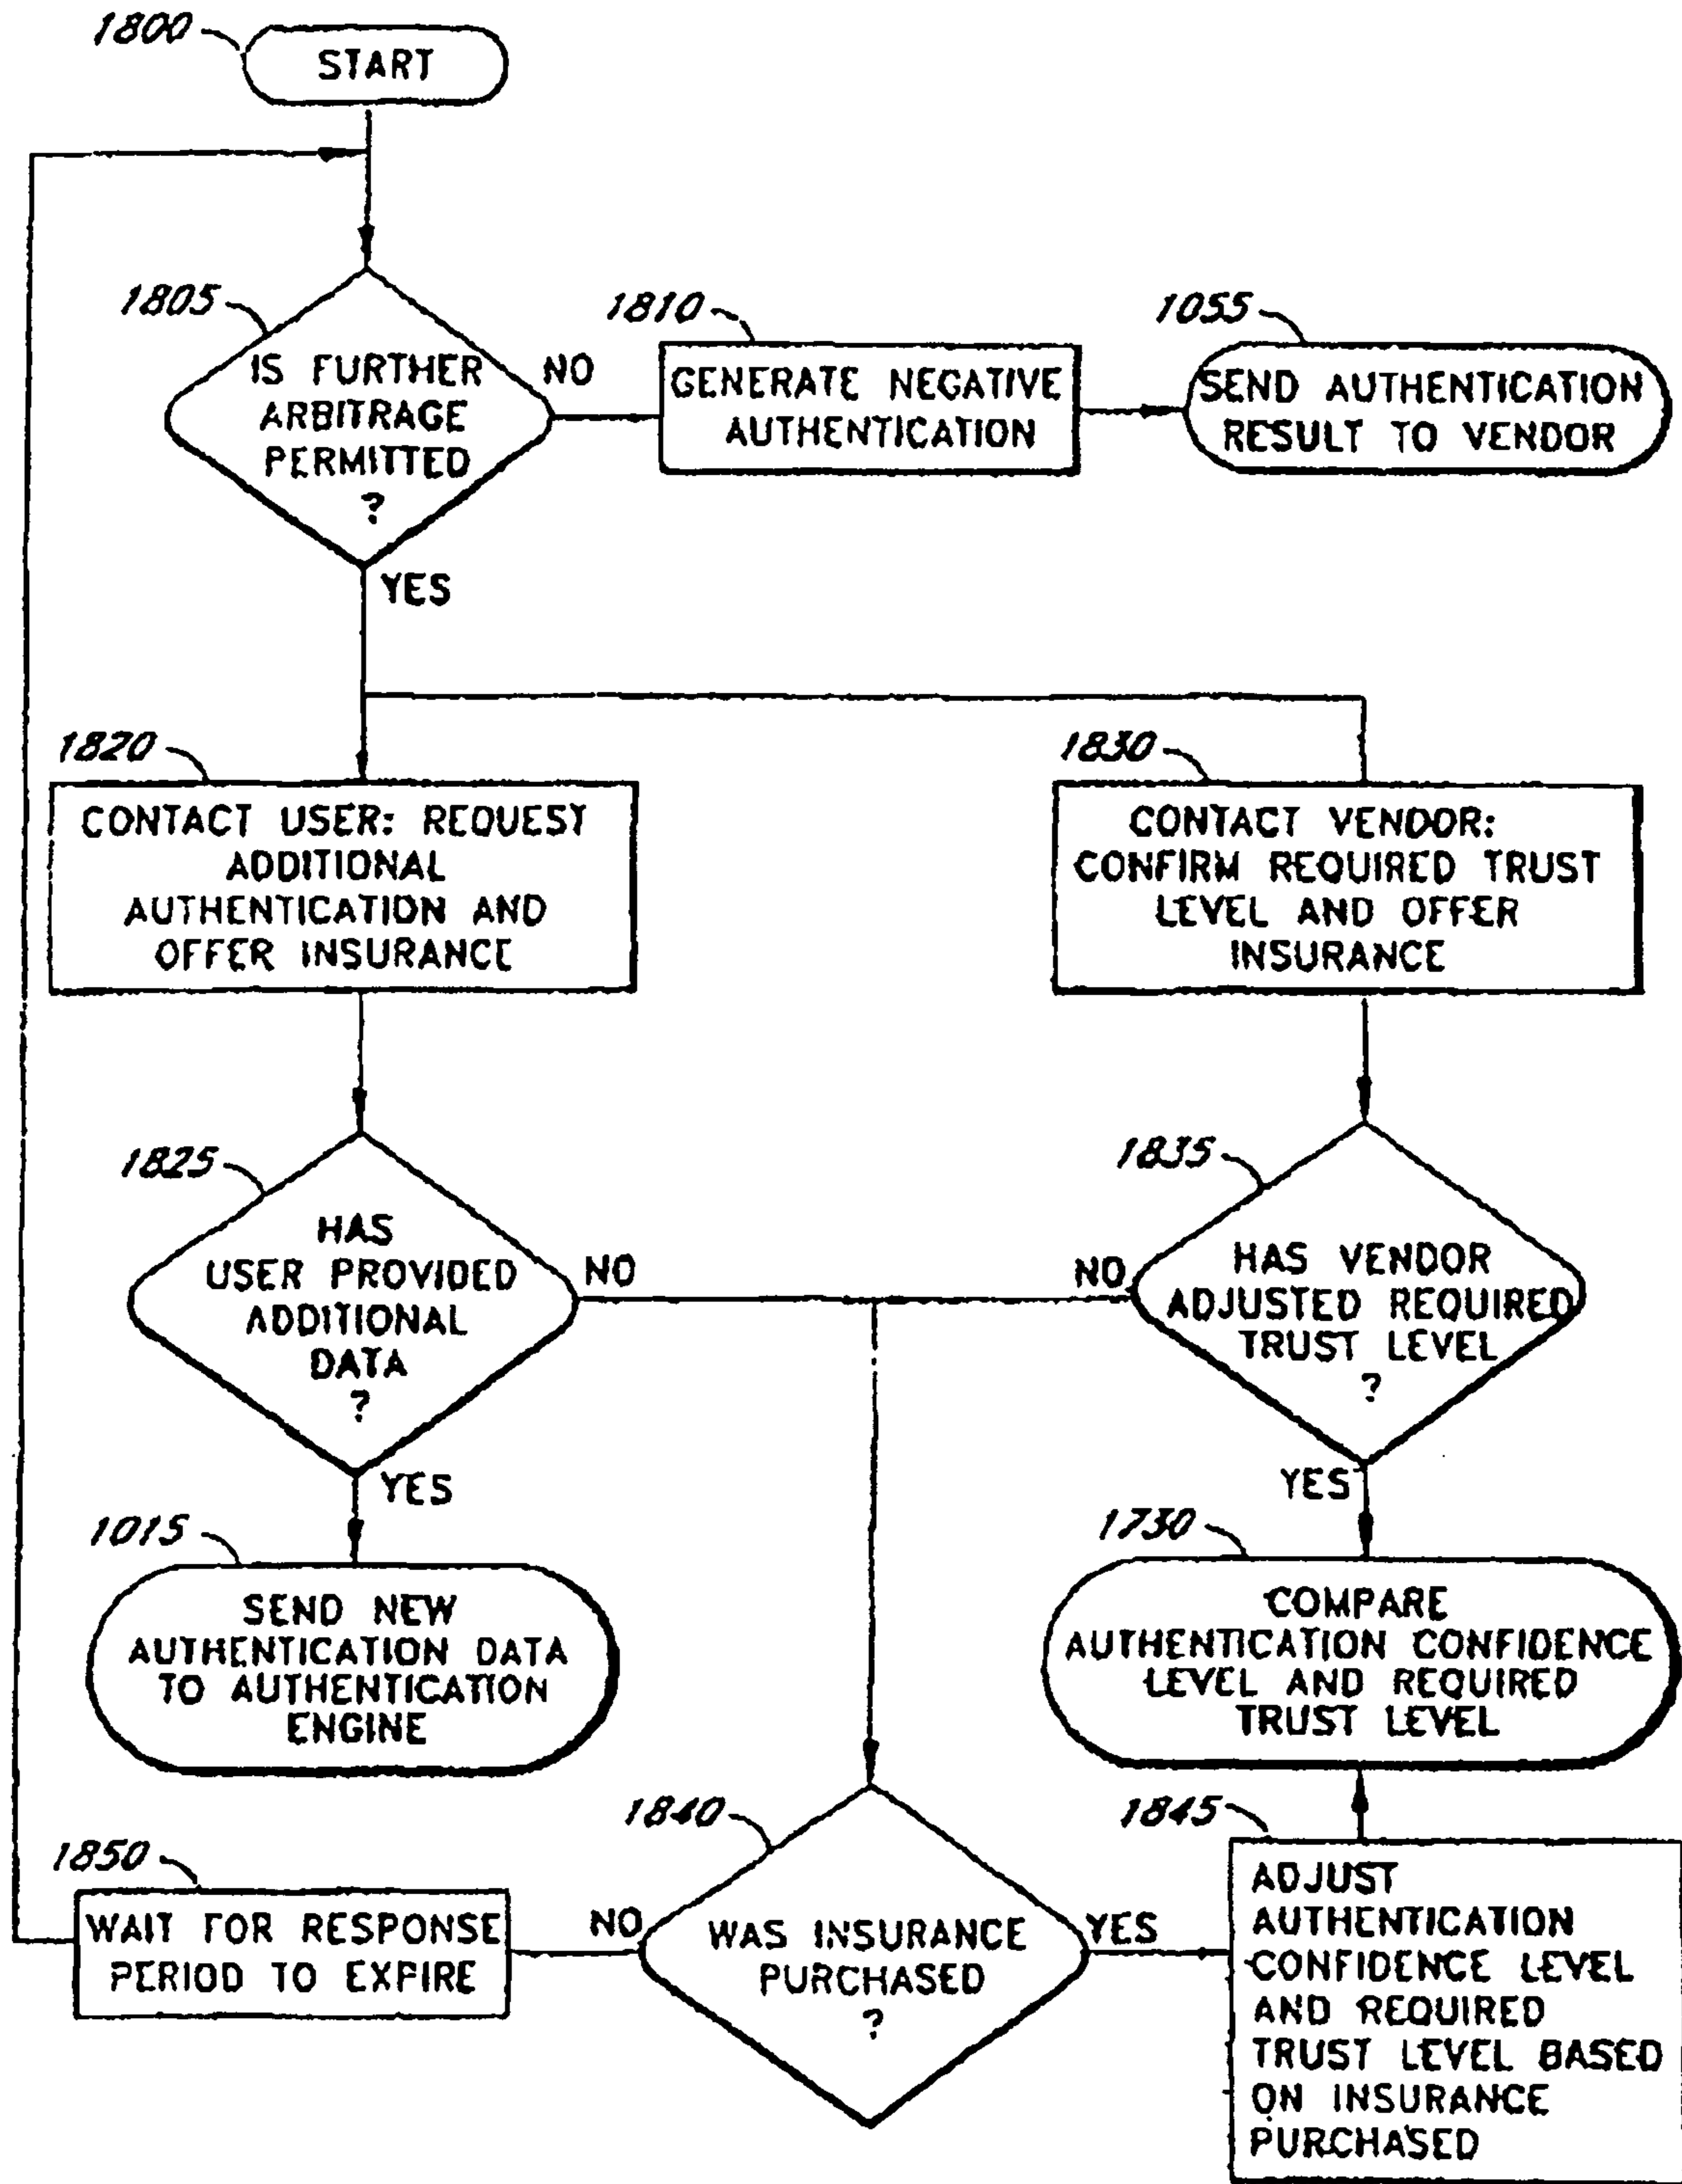 1800
START
1805
IS FURTHER
ARBITRAGE
PERMITTED
?
NO
1810
GENERATE NEGATIVE
AUTHENTICATION
1055
SEND AUTHENTICATION
RESULT TO VENDOR
YES
1820
CONTACT USER: REQUEST
ADDITIONAL
AUTHENTICATION AND
OFFER INSURANCE
1830
CONTACT VENDOR:
CONFIRM REQUIRED TRUST
LEVEL AND OFFER
INSURANCE
1825
HAS
USER PROVIDED
ADDITIONAL
DATA
?
NO
1835
NO
HAS VENDOR
ADJUSTED REQUIRED
TRUST LEVEL
?
YES
1015
SEND NEW
AUTHENTICATION DATA
TO AUTHENTICATION
ENGINE
YES
1730
COMPARE
AUTHENTICATION CONFIDENCE
LEVEL AND REQUIRED
TRUST LEVEL
1850
WAIT FOR RESPONSE
PERIOD TO EXPIRE
NO
1840
WAS INSURANCE
PURCHASED
?
YES
1845
ADJUST
AUTHENTICATION
CONFIDENCE LEVEL
AND REQUIRED
TRUST LEVEL BASED
ON INSURANCE
PURCHASED